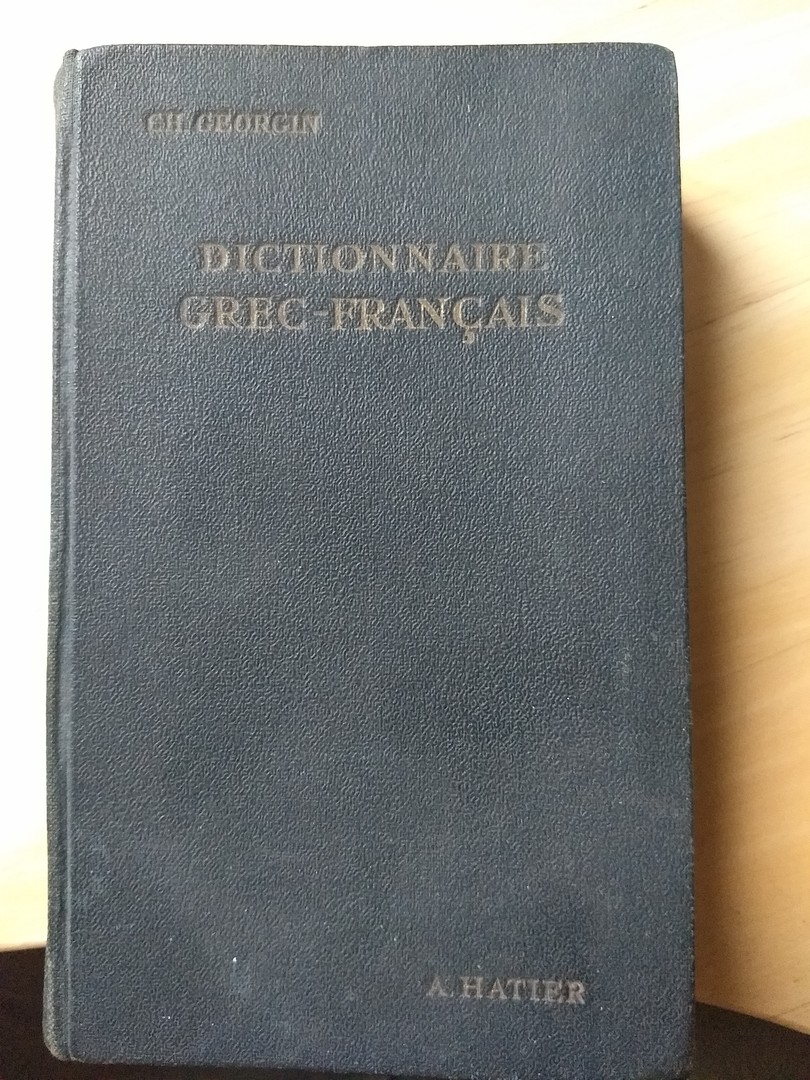 CH. GEORGIN
DICTIONNAIRE
GREC-FRANÇAIS
A. HATIER